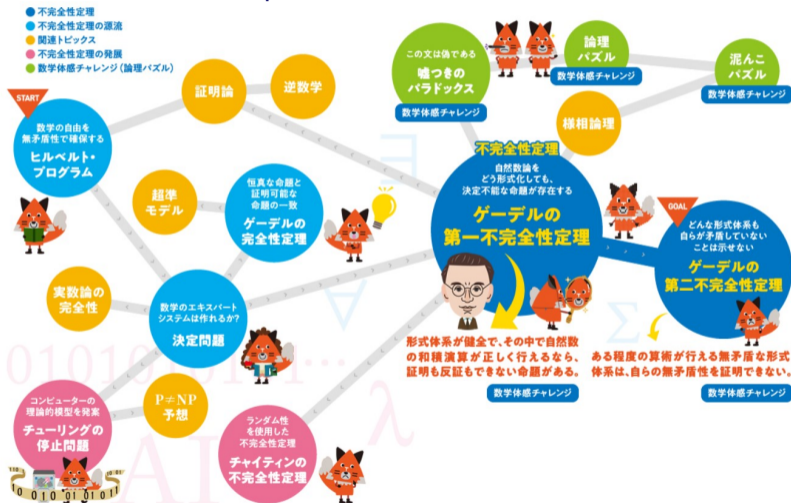 不完全性定理
不完全性定理の源流
関連トピックス
不完全性定理の発展
数学体感チャレンジ(論理パズル)
START
数学の自由を
無矛盾性で確保する
ヒルベルト・
プログラム
証明論
逆数学
超準
モデル
恒真な命題と
証明可能な
命題の一致
ゲーデルの
完全性定理
実数論の
完全性
数学のエキスパート
システムは作れるか?
決定問題
コンピューターの
理論的模型を発案
チューリングの
停止問題
P≠NP
予想
ランダム性
を使用した
不完全性定理
チャイティンの
不完全性定理
この文は偽である
嘘つきの
パラドックス
数学体感チャレンジ
論理
パズル
数学体感チャレンジ
泥んこ
パズル
数学体感チャレンジ
様相論理
不完全性定理
自然数論を
どう形式化しても、
決定不能な命題が存在する
ゲーデルの
第一不完全性定理
形式体系が健全で、その中で自然数
の和積演算が正しく行えるなら、
証明も反証もできない命題がある。
数学体感チャレンジ
GOAL
どんな形式体系も
自らが矛盾していない
ことは示せない
ゲーデルの
第二不完全性定理
ある程度の算術が行える無矛盾な形式
体系は、自らの無矛盾性を証明できない。
数学体感チャレンジ
E
∀
Σ
λ
AI